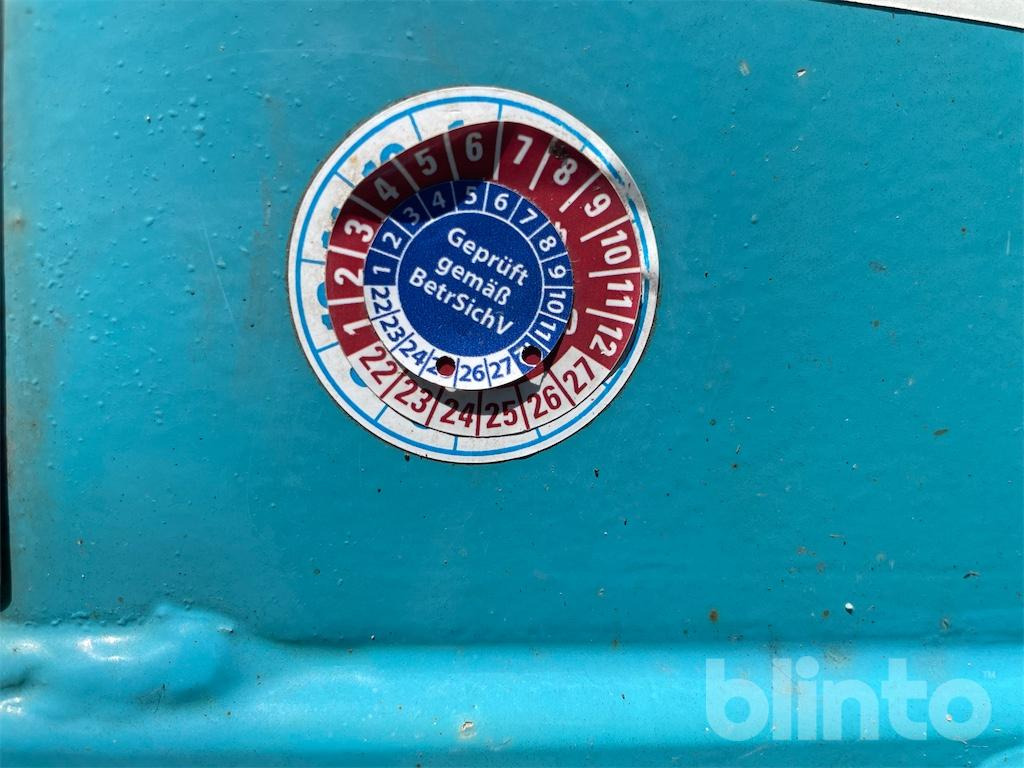 Geprüft
gemäß
BetrSichV
1 2 3 4 5 6 7 8 9 10 11
22 23 24 26 27
1 2 3 4 5 6 7 8 9 10 11 12
22 23 24 25 26 27
blinto™